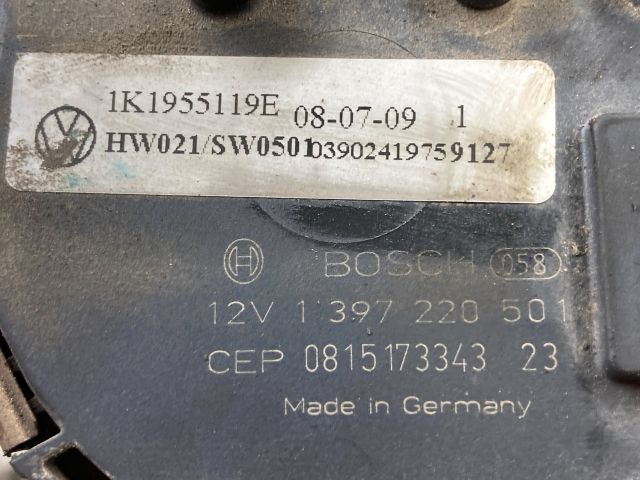 1K1955119E 08-07-09 1
HW021/SW0501 03902419759127
BOSCH 058
12V 1 397 220 501
CEP 0815173343 23
Made in Germany